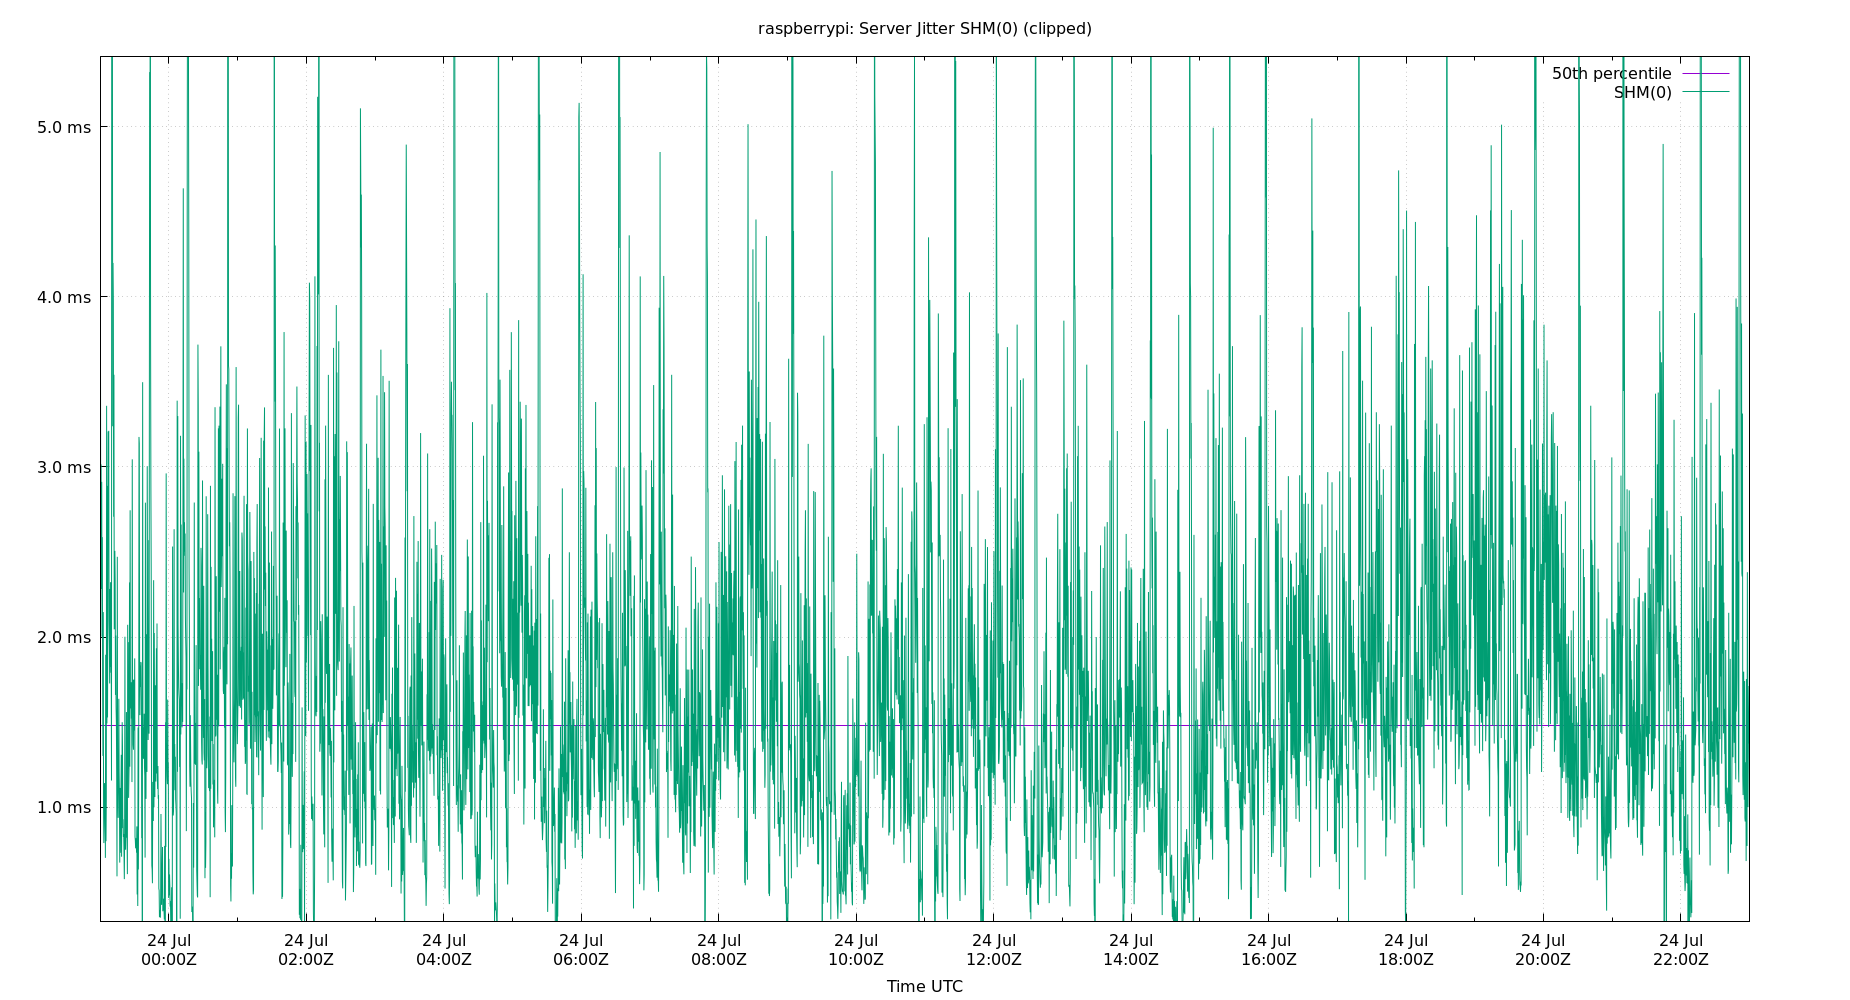 raspberrypi: Server Jitter SHM(0) (clipped)
50th percentile
SHM(0)
5.0 ms
4.0 ms
3.0 ms
2.0 ms
1.0 ms
24 Jul 24 Jul 24 Jul 24 Jul 24 Jul 24 Jul 24 Jul 24 Jul 24 Jul 24 Jul 24 Jul 24 Jul
00:00Z 02:00Z 04:00Z 06:00Z 08:00Z 10:00Z 12:00Z 14:00Z 16:00Z 18:00Z 20:00Z 22:00Z
Time UTC